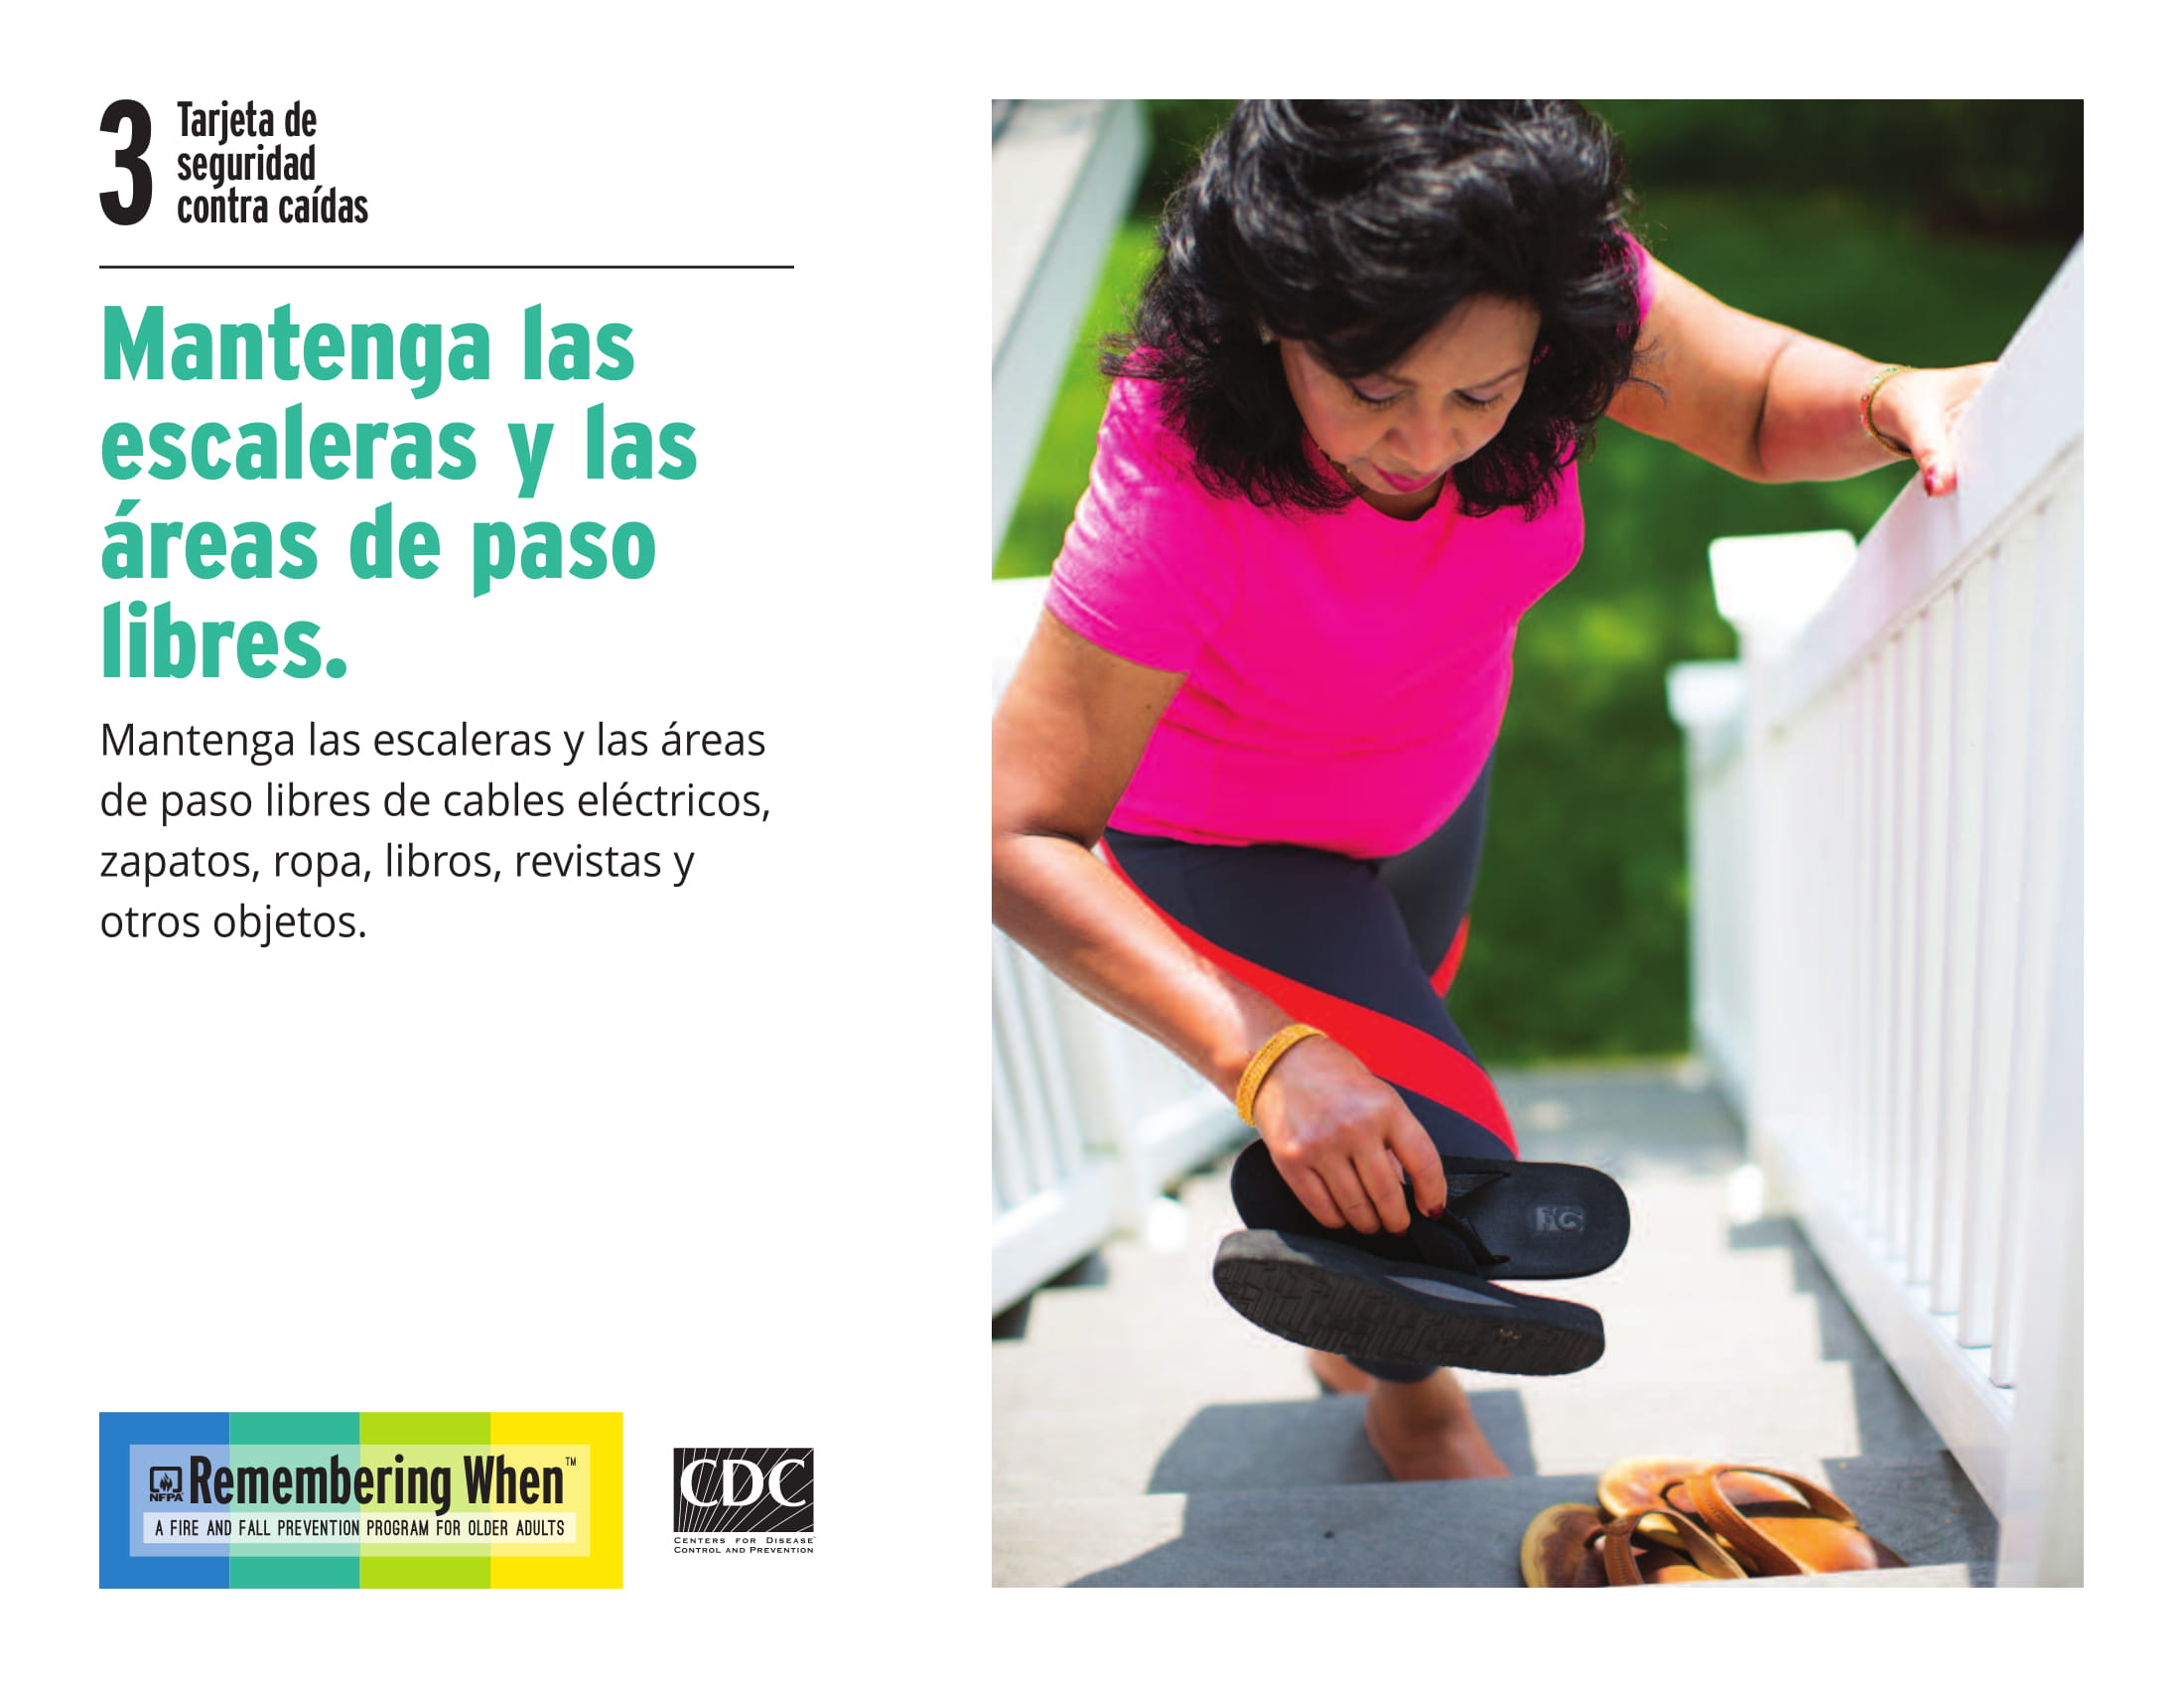 3
Tarjeta de
seguridad
contra caídas
Mantenga las
escaleras y las
áreas de paso
libres.
Mantenga las escaleras y las áreas
de paso libres de cables eléctricos,
zapatos, ropa, libros, revistas y
otros objetos.
NFPA Remembering When™
A FIRE AND FALL PREVENTION PROGRAM FOR OLDER ADULTS
CDC
CENTERS FOR DISEASE
CONTROL AND PREVENTION